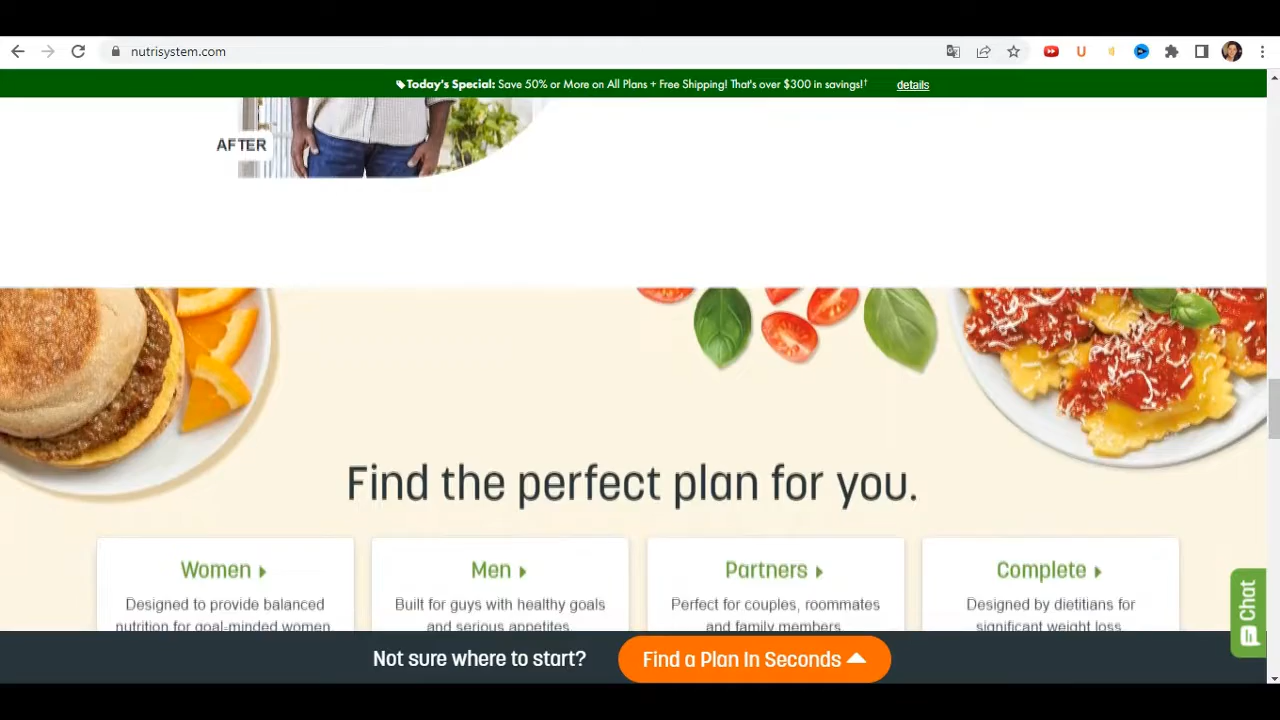 nutrisystem.com
Today's Special: Save 50% or More on All Plans + Free Shipping! That's over $300 in savings!† details
AFTER
Find the perfect plan for you.
Women
Designed to provide balanced
nutrition for goal-minded women.
Men
Built for guys with healthy goals
and serious appetites.
Partners
Perfect for couples, roommates
and family members.
Complete
Designed by dietitians for
significant weight loss.
Chat
Not sure where to start? Find a Plan In Seconds